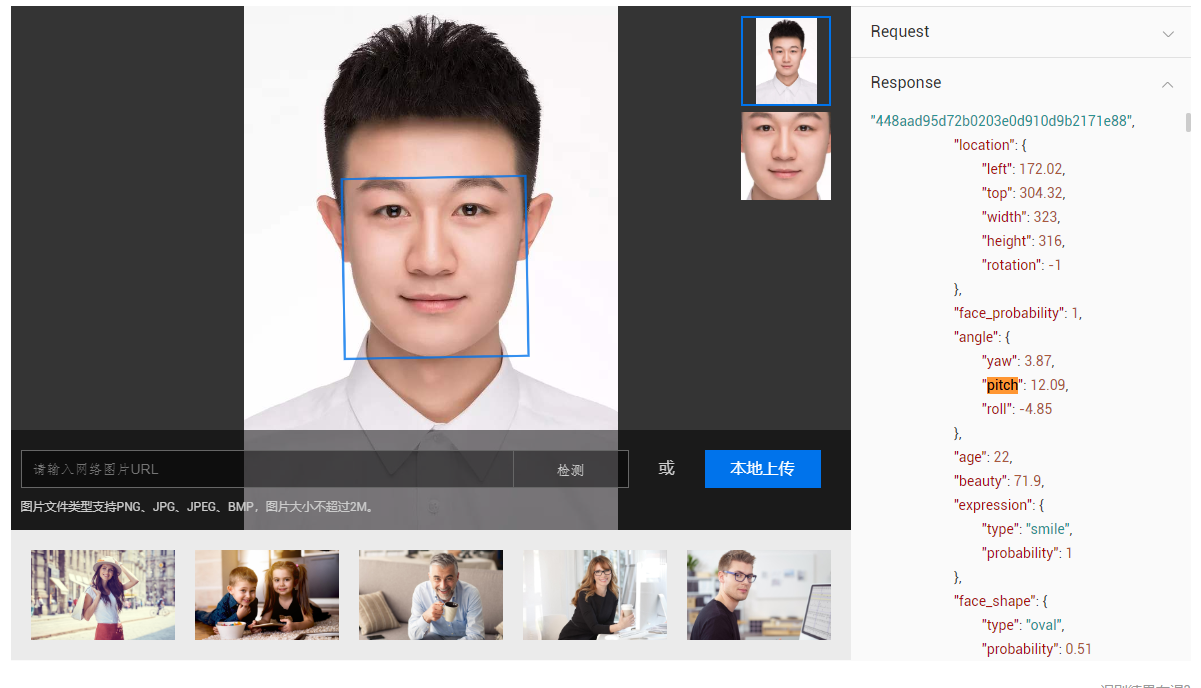 请输入网络图片URL
检测
或
本地上传
图片文件类型支持PNG、JPG、JPEG、BMP，图片大小不超过2M。
Request
Response
"448aad95d72b0203e0d910d9b2171e88",
"location": {
"left": 172.02,
"top": 304.32,
"width": 323,
"height": 316,
"rotation": -1
},
"face_probability": 1,
"angle": {
"yaw": 3.87,
"pitch": 12.09,
"roll": -4.85
},
"age": 22,
"beauty": 71.9,
"expression": {
"type": "smile",
"probability": 1
},
"face_shape": {
"type": "oval",
"probability": 0.51